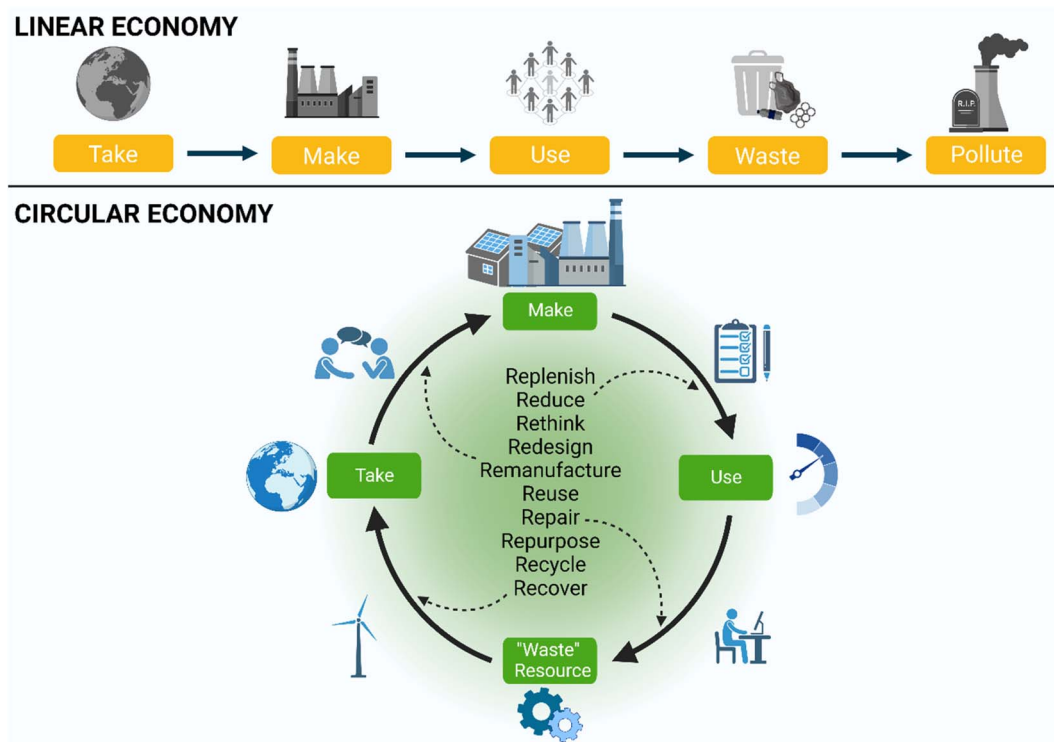 LINEAR ECONOMY
R.I.P.
Take
Make
Use
Waste
Pollute
CIRCULAR ECONOMY
Make
Replenish
Reduce
Rethink
Redesign
Remanufacture
Reuse
Repair
Repurpose
Recycle
Recover
Take
Use
"Waste"
Resource